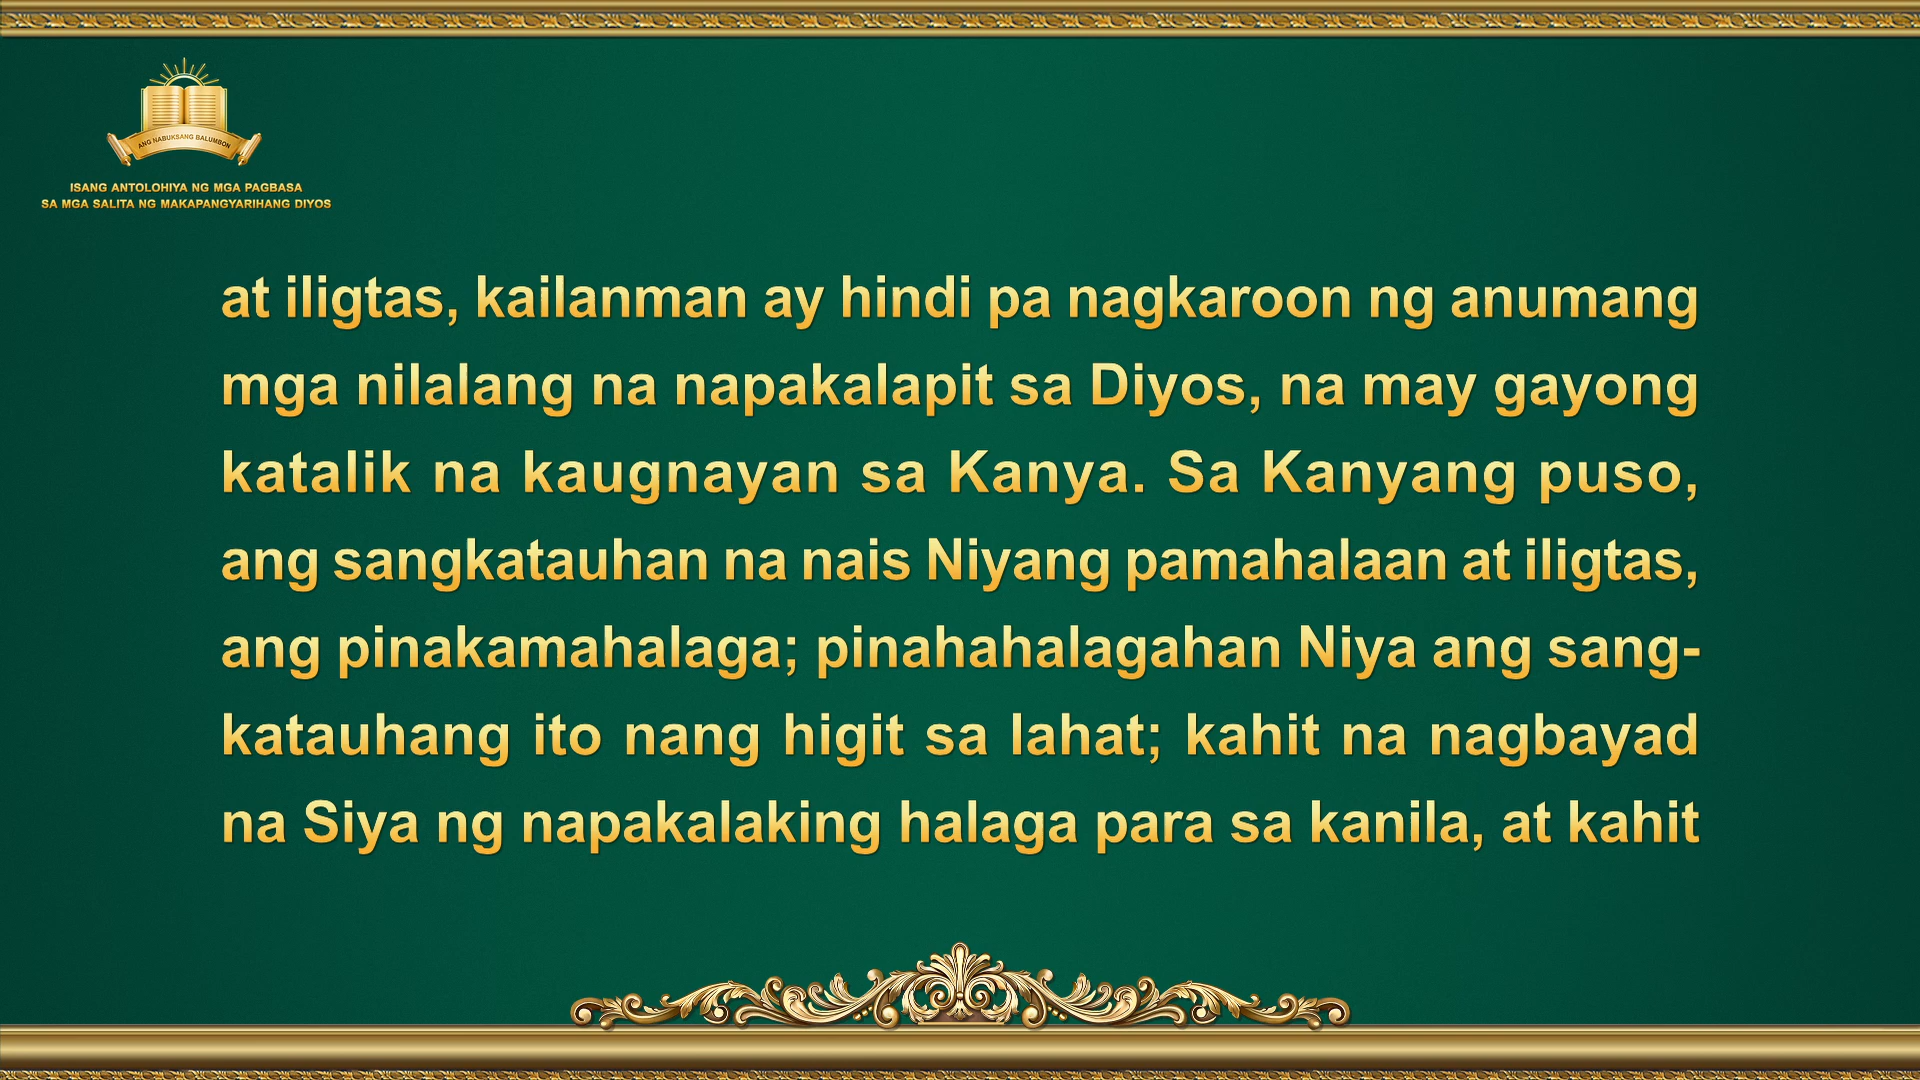 ANG NABUKSANG BALUMBON
ISANG ANTOLOHIYA NG MGA PAGBASA
SA MGA SALITA NG MAKAPANGYARIHANG DIYOS
at iligtas, kailanman ay hindi pa nagkaroon ng anumang
mga nilalang na napakalapit sa Diyos, na may gayong
katalik na kaugnayan sa Kanya. Sa Kanyang puso,
ang sangkatauhan na nais Niyang pamahalaan at iligtas,
ang pinakamahalaga; pinahahalagahan Niya ang sang-
katauhang ito nang higit sa lahat; kahit na nagbayad
na Siya ng napakalaking halaga para sa kanila, at kahit